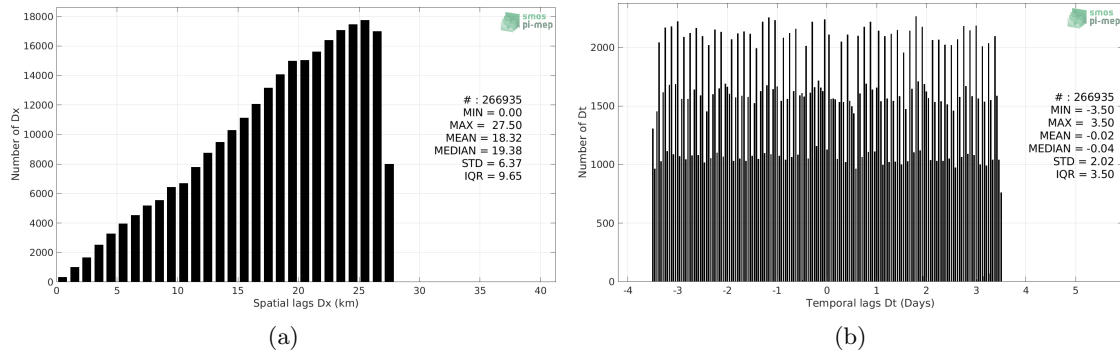 18000
16000
14000
12000
10000
8000
6000
4000
2000
0
Number of Dx
0 5 10 15 20 25 30 35 40
Spatial lags Dx (km)
smos
pi-mep
# : 266935
MIN = 0.00
MAX = 27.50
MEAN = 18.32
MEDIAN = 19.38
STD = 6.37
IQR = 9.65
(a)
2000
1500
1000
500
0
Number of Dt
-4 -3 -2 -1 0 1 2 3 4 5
Temporal lags Dt (Days)
smos
pi-mep
# : 266935
MIN = -3.50
MAX = 3.50
MEAN = -0.02
MEDIAN = -0.04
STD = 2.02
IQR = 3.50
(b)